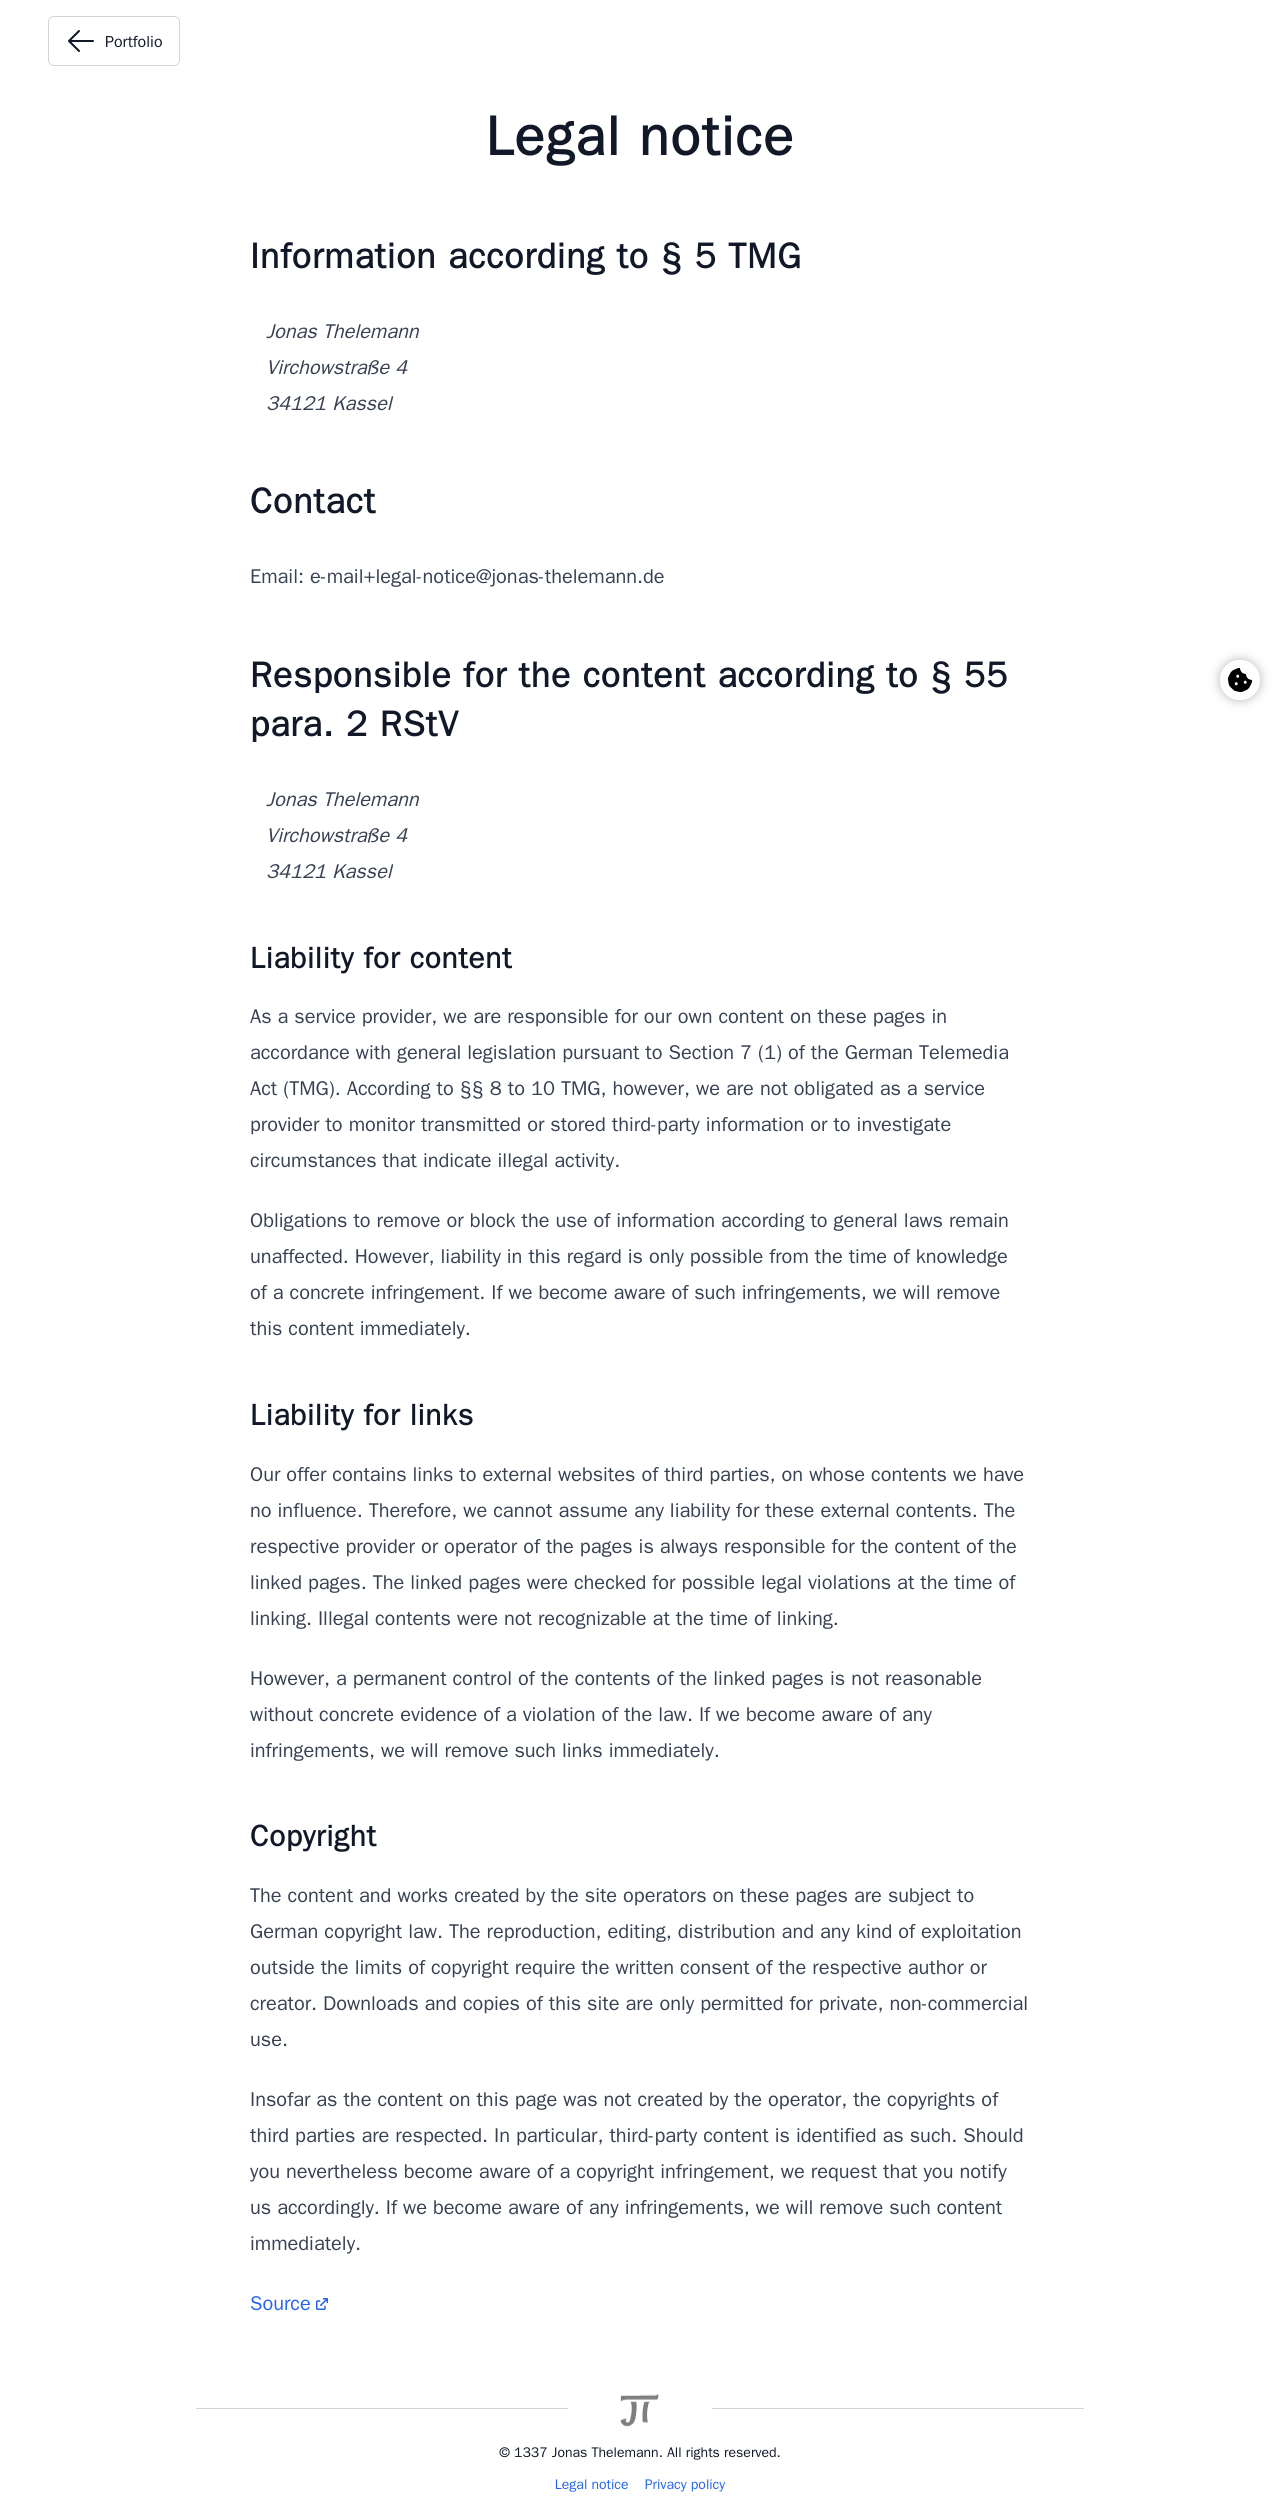 Portfolio
Legal notice
Information according to § 5 TMG
Jonas Thelemann
Virchowstraße 4
34121 Kassel
Contact
Email: e-mail+legal-notice@jonas-thelemann.de
Responsible for the content according to § 55
para. 2 RStV
Jonas Thelemann
Virchowstraße 4
34121 Kassel
Liability for content
As a service provider, we are responsible for our own content on these pages in
accordance with general legislation pursuant to Section 7 (1) of the German Telemedia
Act (TMG). According to §§ 8 to 10 TMG, however, we are not obligated as a service
provider to monitor transmitted or stored third-party information or to investigate
circumstances that indicate illegal activity.
Obligations to remove or block the use of information according to general laws remain
unaffected. However, liability in this regard is only possible from the time of knowledge
of a concrete infringement. If we become aware of such infringements, we will remove
this content immediately.
Liability for links
Our offer contains links to external websites of third parties, on whose contents we have
no influence. Therefore, we cannot assume any liability for these external contents. The
respective provider or operator of the pages is always responsible for the content of the
linked pages. The linked pages were checked for possible legal violations at the time of
linking. Illegal contents were not recognizable at the time of linking.
However, a permanent control of the contents of the linked pages is not reasonable
without concrete evidence of a violation of the law. If we become aware of any
infringements, we will remove such links immediately.
Copyright
The content and works created by the site operators on these pages are subject to
German copyright law. The reproduction, editing, distribution and any kind of exploitation
outside the limits of copyright require the written consent of the respective author or
creator. Downloads and copies of this site are only permitted for private, non-commercial
use.
Insofar as the content on this page was not created by the operator, the copyrights of
third parties are respected. In particular, third-party content is identified as such. Should
you nevertheless become aware of a copyright infringement, we request that you notify
us accordingly. If we become aware of any infringements, we will remove such content
immediately.
Source
JT
© 1337 Jonas Thelemann. All rights reserved.
Legal notice Privacy policy